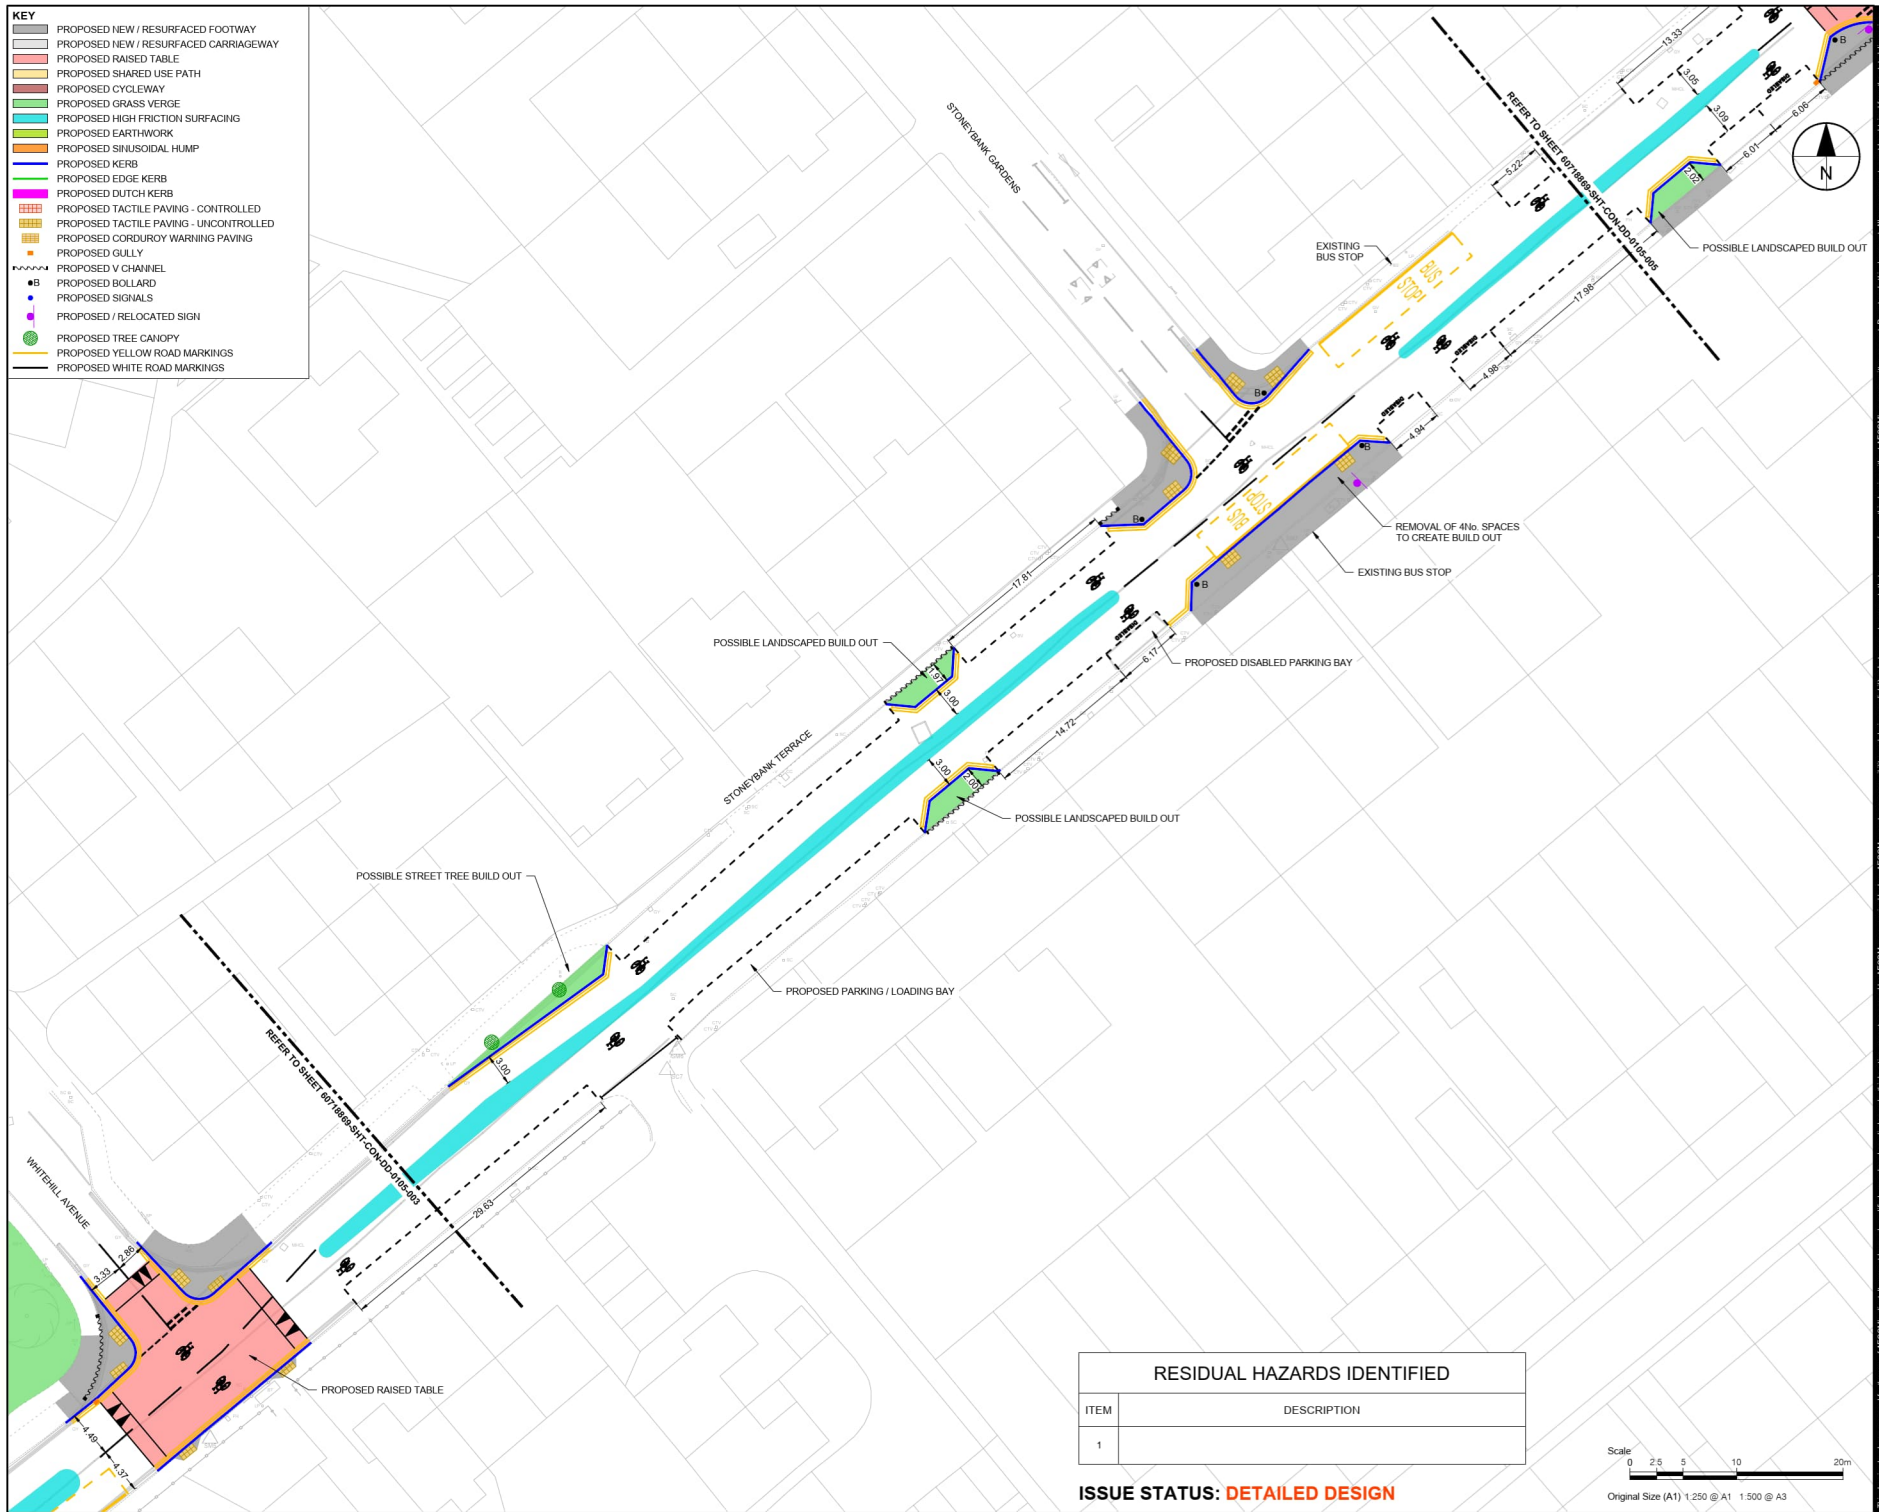 KEY
PROPOSED NEW / RESURFACED FOOTWAY
PROPOSED NEW / RESURFACED CARRIAGEWAY
PROPOSED RAISED TABLE
PROPOSED SHARED USE PATH
PROPOSED CYCLEWAY
PROPOSED GRASS VERGE
PROPOSED HIGH FRICTION SURFACING
PROPOSED EARTHWORK
PROPOSED SINUSOIDAL HUMP
PROPOSED KERB
PROPOSED EDGE KERB
PROPOSED DUTCH KERB
PROPOSED TACTILE PAVING - CONTROLLED
PROPOSED TACTILE PAVING - UNCONTROLLED
PROPOSED CORDUROY WARNING PAVING
PROPOSED GULLY
PROPOSED V CHANNEL
B PROPOSED BOLLARD
PROPOSED SIGNALS
PROPOSED / RELOCATED SIGN
PROPOSED TREE CANOPY
PROPOSED YELLOW ROAD MARKINGS
PROPOSED WHITE ROAD MARKINGS
13.33
B
3.05
3.09
DISABLED
6.06
6.01
N
REFER TO SHEET 60718869-SHT-CON-DD-0105-005
5.22
2.02
POSSIBLE LANDSCAPED BUILD OUT
STONEYBANK GARDENS
EXISTING
BUS STOP
BUS
STOP
17.98
DISABLED
4.98
B
DISABLED
4.94
B
BUS
STOP
REMOVAL OF 4No. SPACES
TO CREATE BUILD OUT
EXISTING BUS STOP
B
B
17.81
DISABLED
6.17
PROPOSED DISABLED PARKING BAY
POSSIBLE LANDSCAPED BUILD OUT
1.97
3.00
14.72
STONEYBANK TERRACE
3.00
2.00
POSSIBLE LANDSCAPED BUILD OUT
POSSIBLE STREET TREE BUILD OUT
PROPOSED PARKING / LOADING BAY
3.00
REFER TO SHEET 60718869-SHT-CON-DD-0105-003
29.63
WHITEHILL AVENUE
2.86
3.33
PROPOSED RAISED TABLE
4.49
4.37
RESIDUAL HAZARDS IDENTIFIED
ITEM DESCRIPTION
1
ISSUE STATUS: DETAILED DESIGN
Scale
0 2.5 5 10 20m
Original Size (A1) 1:250 @ A1 1:500 @ A3